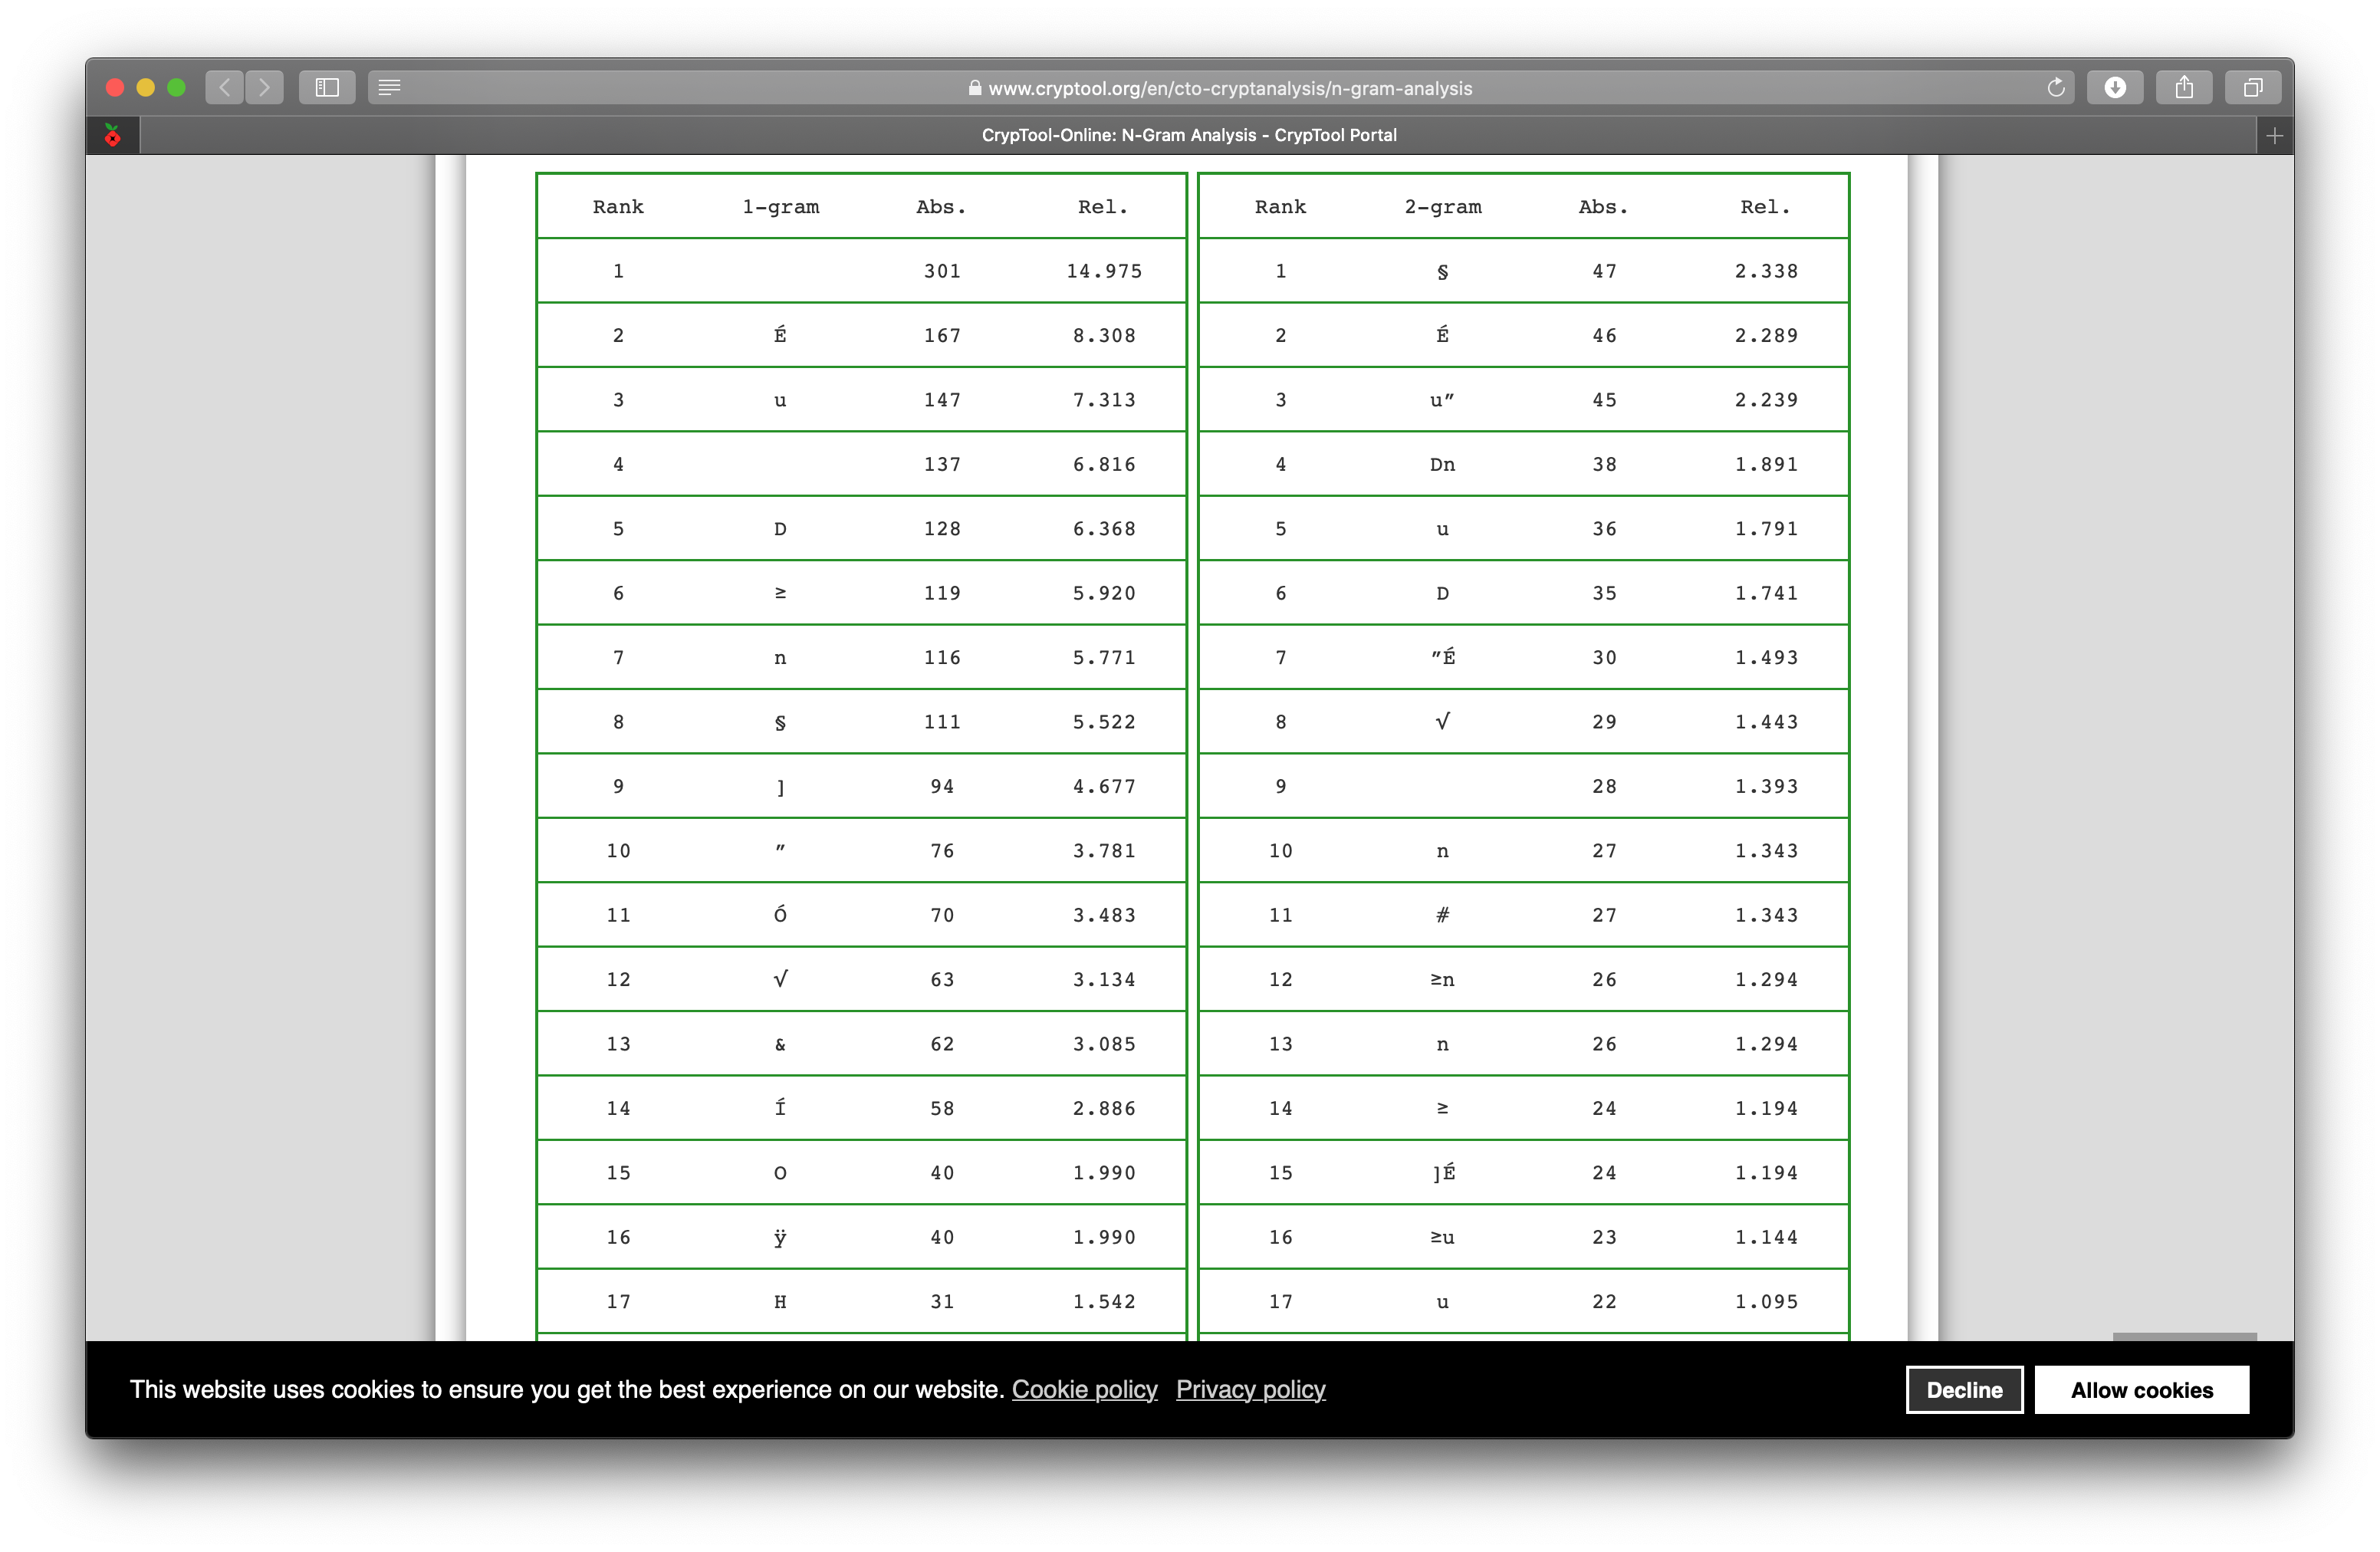 www.cryptool.org/en/cto-cryptanalysis/n-gram-analysis
CrypTool-Online: N-Gram Analysis - CrypTool Portal
Rank 1-gram Abs. Rel. Rank 2-gram Abs. Rel.
1 301 14.975 1 § 47 2.338
2 É 167 8.308 2 É 46 2.289
3 u 147 7.313 3 u” 45 2.239
4 137 6.816 4 Dn 38 1.891
5 D 128 6.368 5 u 36 1.791
6 ≥ 119 5.920 6 D 35 1.741
7 n 116 5.771 7 ”É 30 1.493
8 § 111 5.522 8 √ 29 1.443
9 ] 94 4.677 9 28 1.393
10 ” 76 3.781 10 n 27 1.343
11 Ó 70 3.483 11 # 27 1.343
12 √ 63 3.134 12 ≥n 26 1.294
13 & 62 3.085 13 n 26 1.294
14 Í 58 2.886 14 ≥ 24 1.194
15 O 40 1.990 15 ]É 24 1.194
16 ÿ 40 1.990 16 ≥u 23 1.144
17 H 31 1.542 17 u 22 1.095
This website uses cookies to ensure you get the best experience on our website. Cookie policy Privacy policy Decline Allow cookies